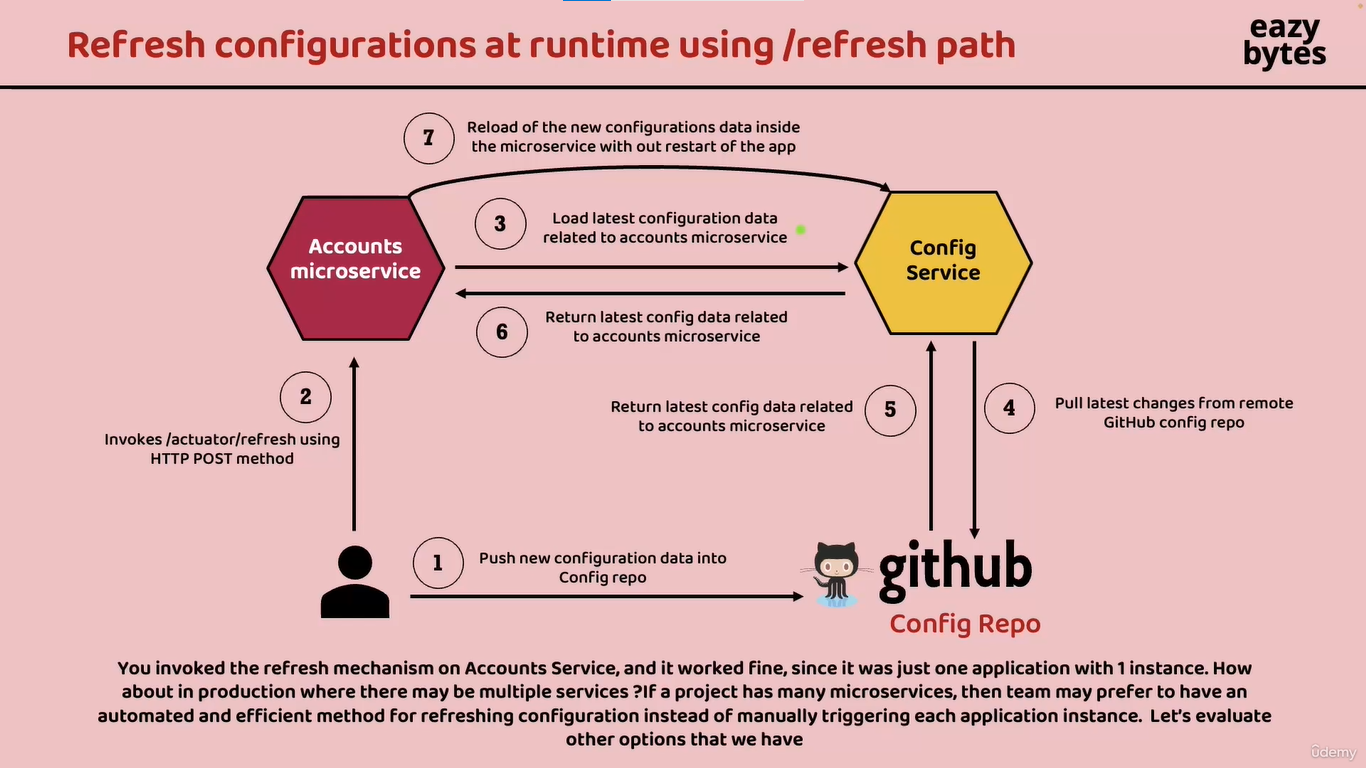 Refresh configurations at runtime using /refresh path
eazy
bytes
7
Reload of the new configurations data inside
the microservice with out restart of the app
3
Load latest configuration data
related to accounts microservice
Accounts
microservice
Config
Service
6
Return latest config data related
to accounts microservice
2
Invokes /actuator/refresh using
HTTP POST method
Return latest config data related
to accounts microservice
5
4
Pull latest changes from remote
GitHub config repo
1
Push new configuration data into
Config repo
github
Config Repo
You invoked the refresh mechanism on Accounts Service, and it worked fine, since it was just one application with 1 instance. How
about in production where there may be multiple services ?If a project has many microservices, then team may prefer to have an
automated and efficient method for refreshing configuration instead of manually triggering each application instance. Let's evaluate
other options that we have
ûdemy